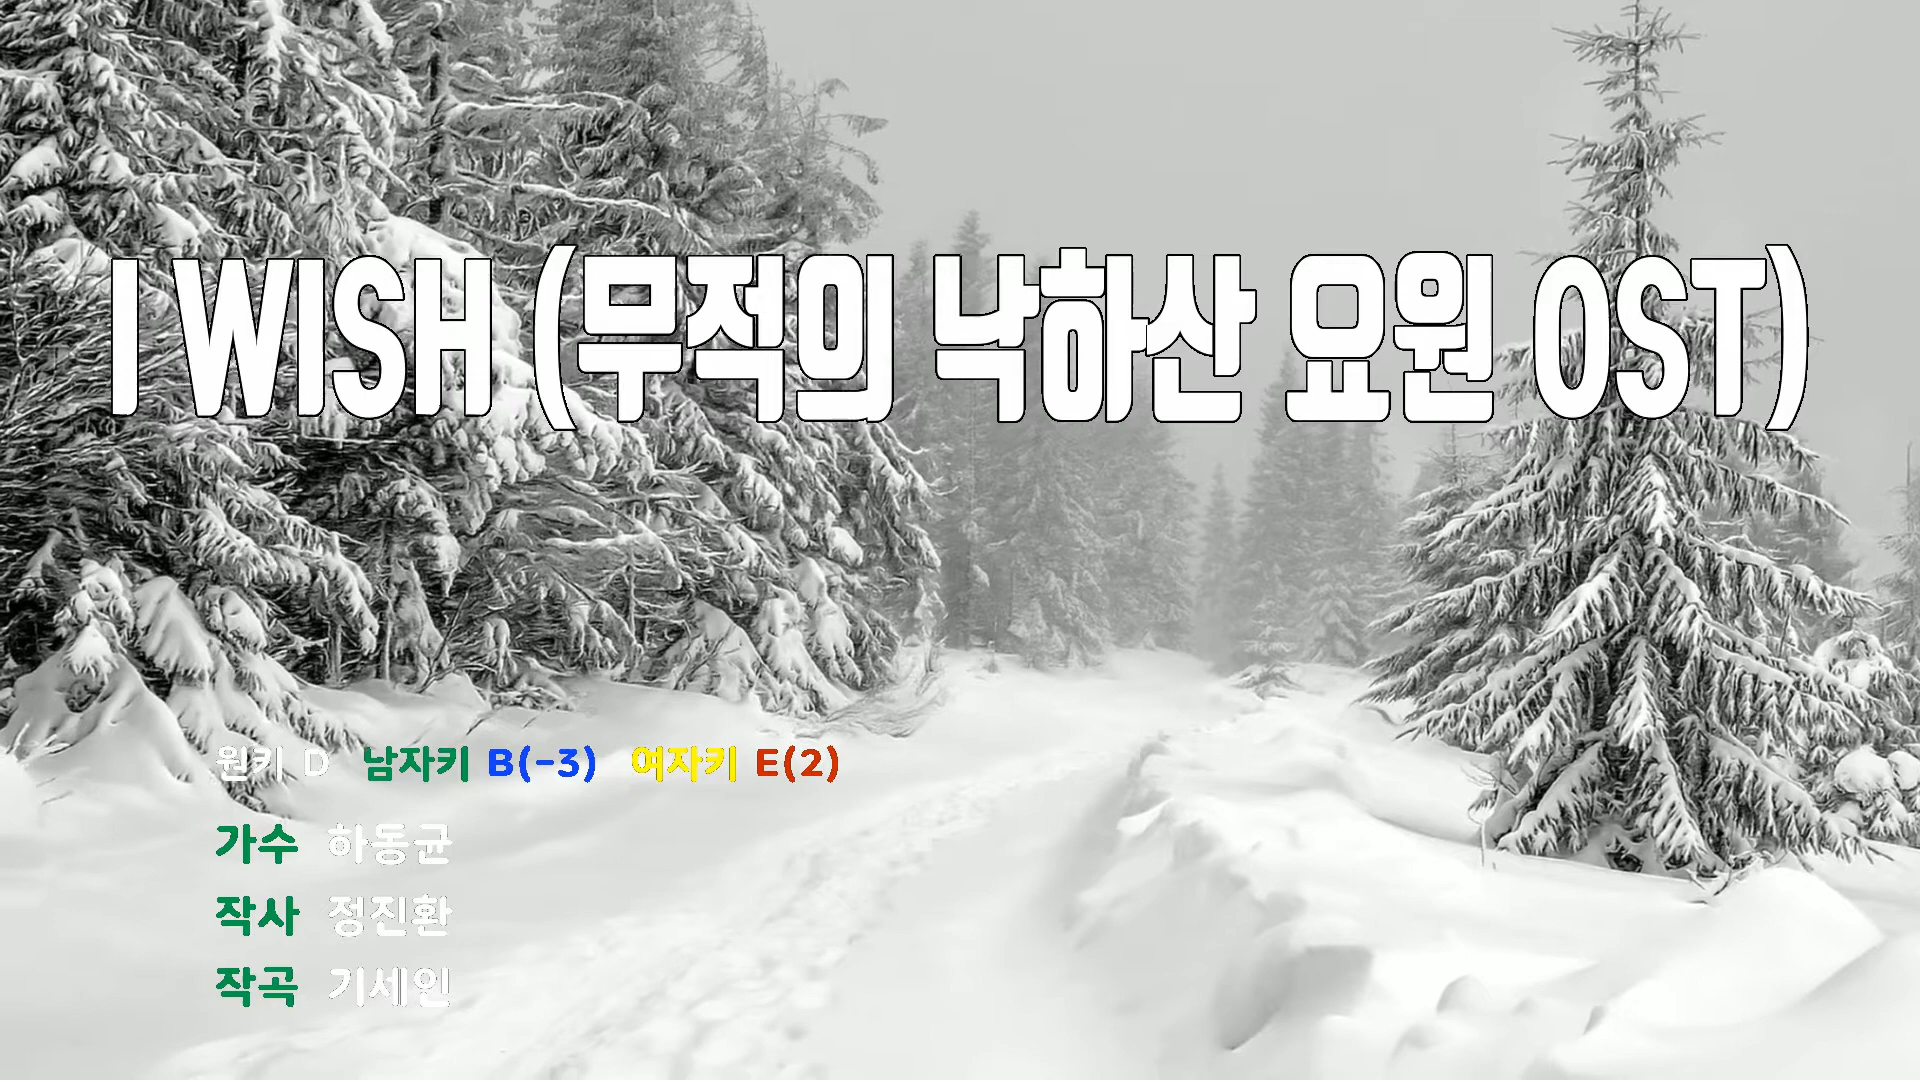 I WISH (무적의 낙하산 요원 OST)
원키 D 남자키 B(-3) 여자키 E(2)
가수 하동균
작사 정진환
작곡 기세인